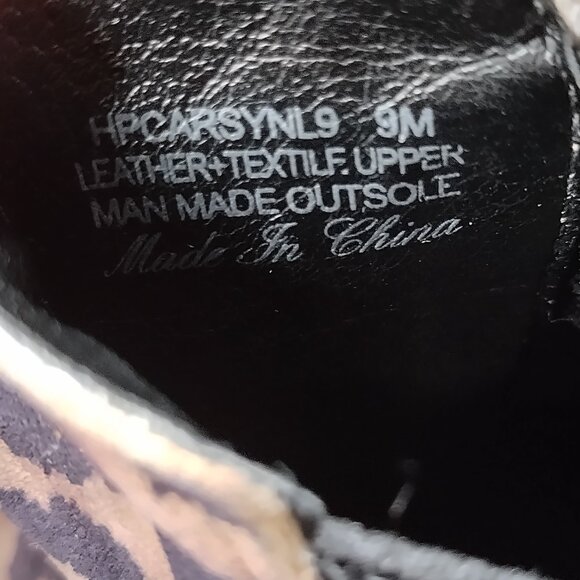 HPCARSYNL9 9M
LEATHER+TEXTILE UPPER
MAN MADE OUTSOLE
Made In China